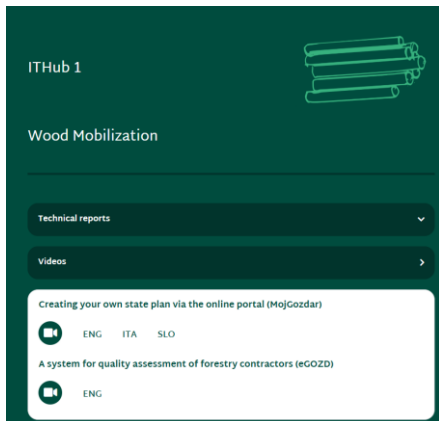 ITHub 1
Wood Mobilization
Technical reports
Videos
Creating your own state plan via the online portal (MojGozdar)
ENG ITA SLO
A system for quality assessment of forestry contractors (eGOZD)
ENG